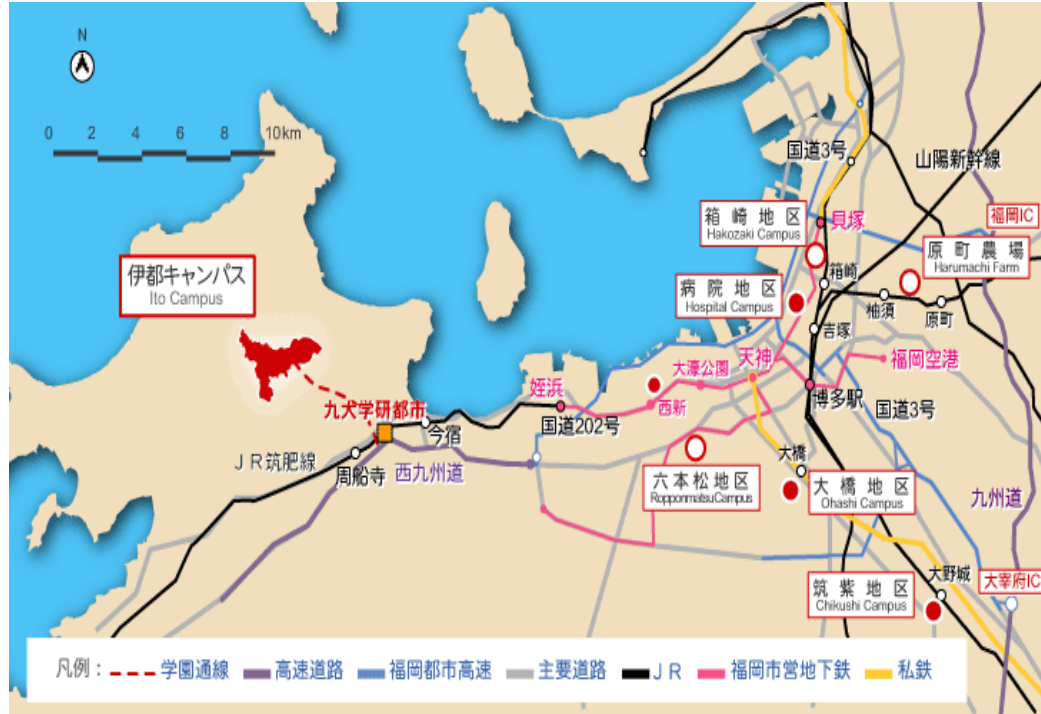 N
0 2 4 6 8 10km
国道3号
山陽新幹線
箱崎地区
Hakozaki Campus
貝塚
福岡IC
原町農場
Harumachi Farm
伊都キャンパス
Ito Campus
病院地区
Hospital Campus
箱崎
柚須
原町
吉塚
天神
大濠公園
福岡空港
姪浜
西新
博多駅
国道3号
九大学研都市
今宿
国道202号
JR筑肥線
周船寺
西九州道
大橋
六本松地区
Ropponmatsu Campus
大橋地区
Ohashi Campus
九州道
筑紫地区
Chikushi Campus
大野城
大宰府IC
凡例： 学園通線 高速道路 福岡都市高速 主要道路 JR 福岡市営地下鉄 私鉄